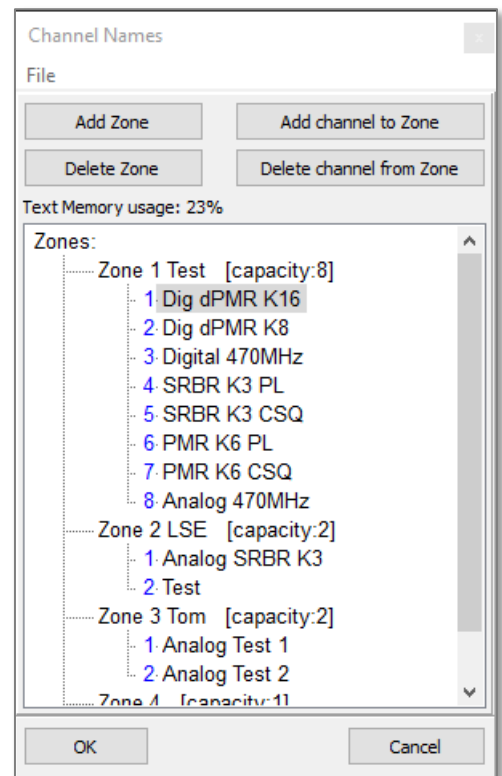 Channel Names x
File
Add Zone Add channel to Zone
Delete Zone Delete channel from Zone
Text Memory usage: 23%
Zones:
Zone 1 Test [capacity:8]
1 Dig dPMR K16
2 Dig dPMR K8
3 Digital 470MHz
4 SRBR K3 PL
5 SRBR K3 CSQ
6 PMR K6 PL
7 PMR K6 CSQ
8 Analog 470MHz
Zone 2 LSE [capacity:2]
1 Analog SRBR K3
2 Test
Zone 3 Tom [capacity:2]
1 Analog Test 1
2 Analog Test 2
Zone 4 [capacity:1]
OK Cancel